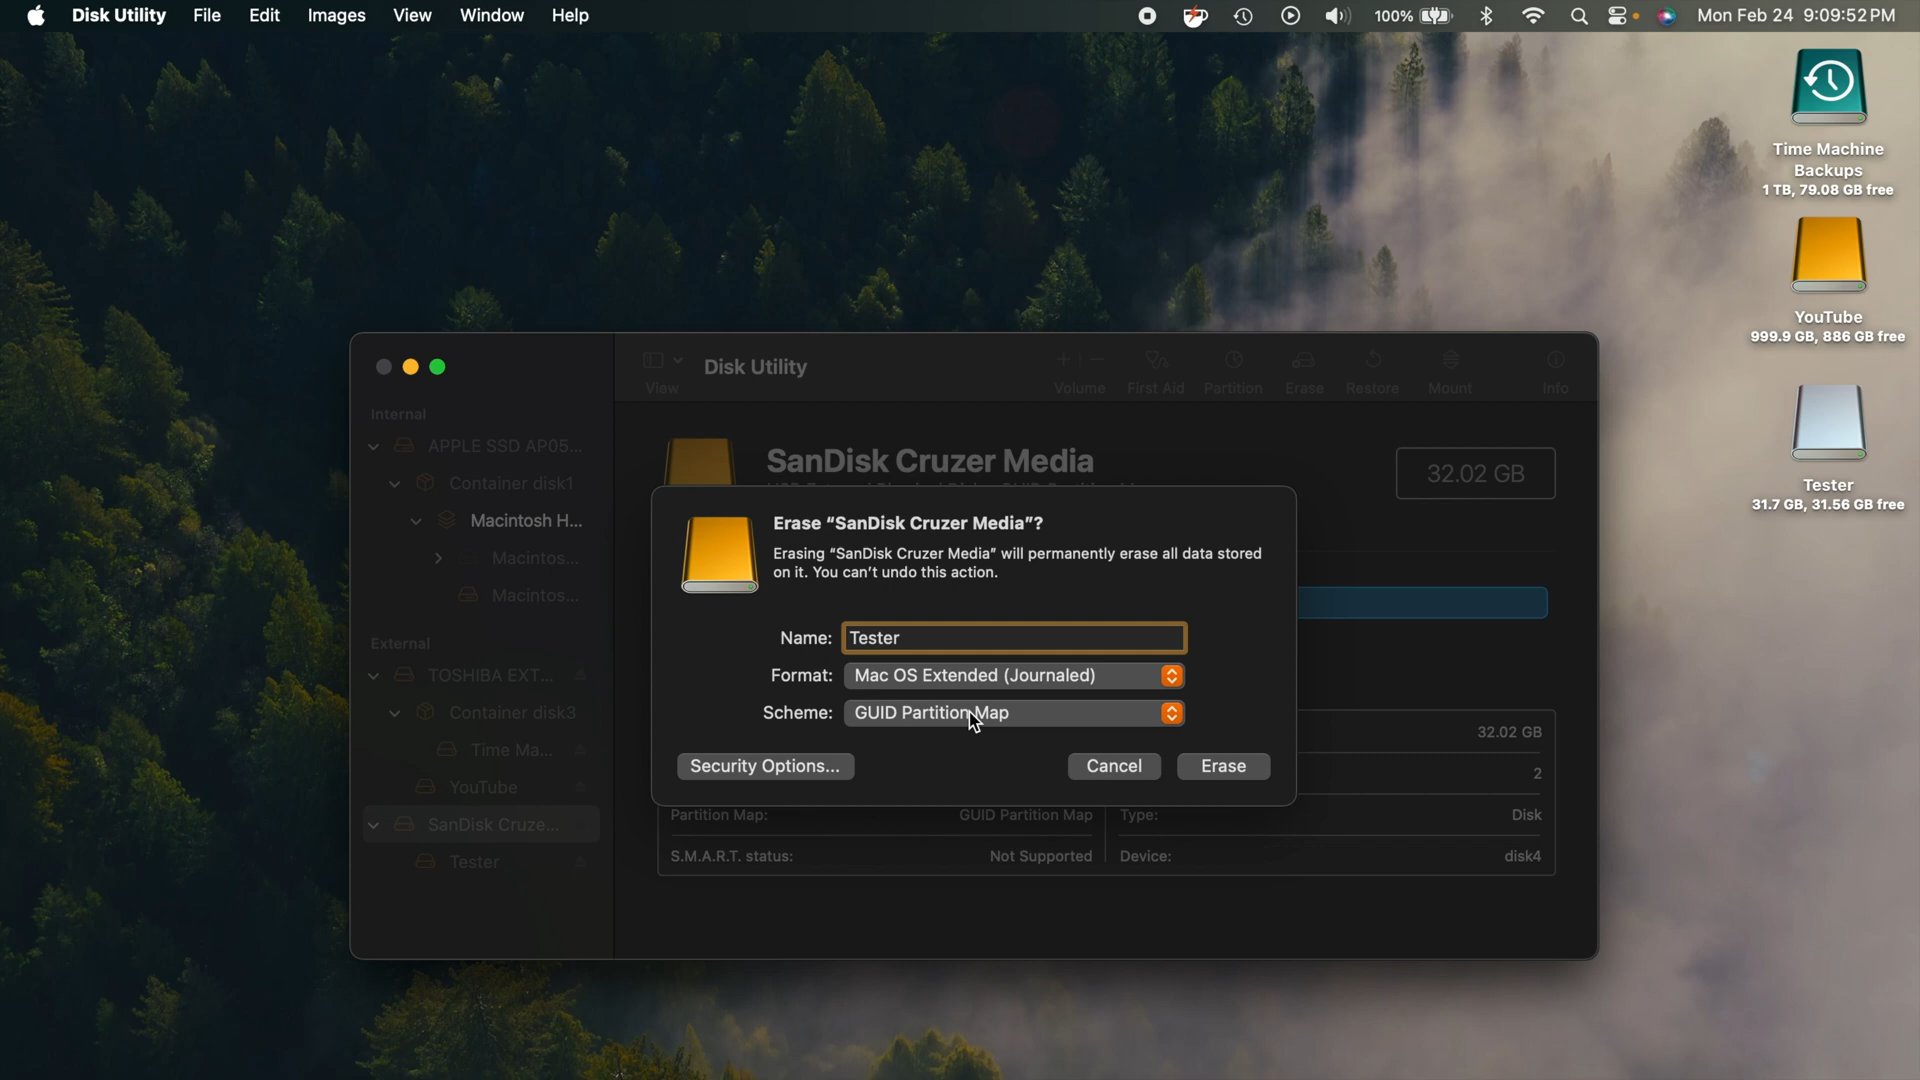 Disk Utility File Edit Images View Window Help 100% Mon Feb 24 9:09:52 PM
Time Machine
Backups
1 TB, 79.08 GB free
YouTube
999.9 GB, 886 GB free
Tester
31.7 GB, 31.56 GB free
Disk Utility
View Volume First Aid Partition Erase Restore Mount Info
Internal
APPLE SSD AP05...
Container disk1
Macintosh H...
Macintos...
Macintos...
External
TOSHIBA EXT...
Container disk3
Time Ma...
YouTube
SanDisk Cruze...
Tester
SanDisk Cruzer Media
32.02 GB
Erase “SanDisk Cruzer Media”?
Erasing “SanDisk Cruzer Media” will permanently erase all data stored
on it. You can’t undo this action.
Name: Tester
Format: Mac OS Extended (Journaled)
Scheme: GUID Partition Map
Security Options... Cancel Erase
32.02 GB
2
Partition Map: GUID Partition Map Type: Disk
S.M.A.R.T. status: Not Supported Device: disk4